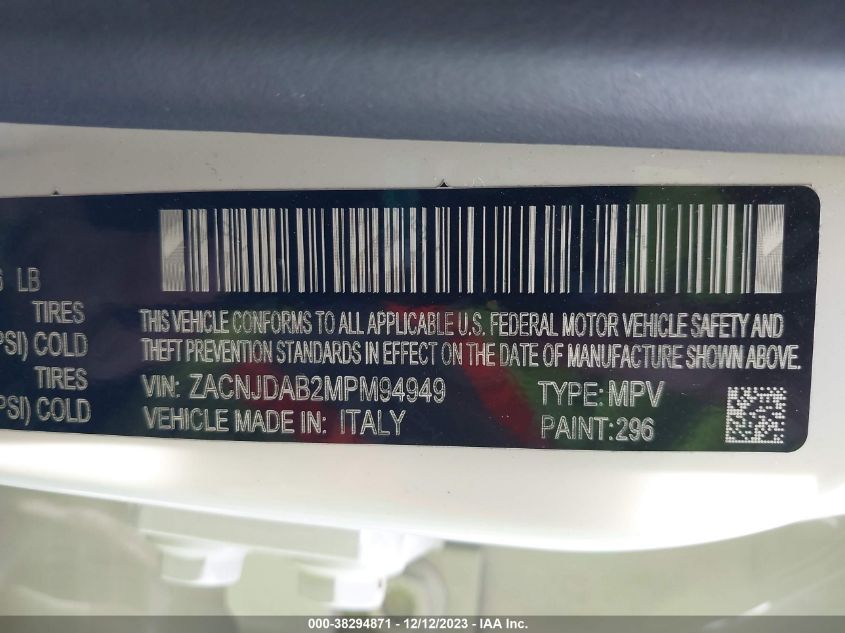 6 LB
TIRES
PSI) COLD
TIRES
PSI) COLD
THIS VEHICLE CONFORMS TO ALL APPLICABLE U.S. FEDERAL MOTOR VEHICLE SAFETY AND
THEFT PREVENTION STANDARDS IN EFFECT ON THE DATE OF MANUFACTURE SHOWN ABOVE.
VIN: ZACNJDAB2MPM94949 TYPE: MPV
VEHICLE MADE IN: ITALY PAINT:296
000-38294871 - 12/12/2023 - IAA Inc.